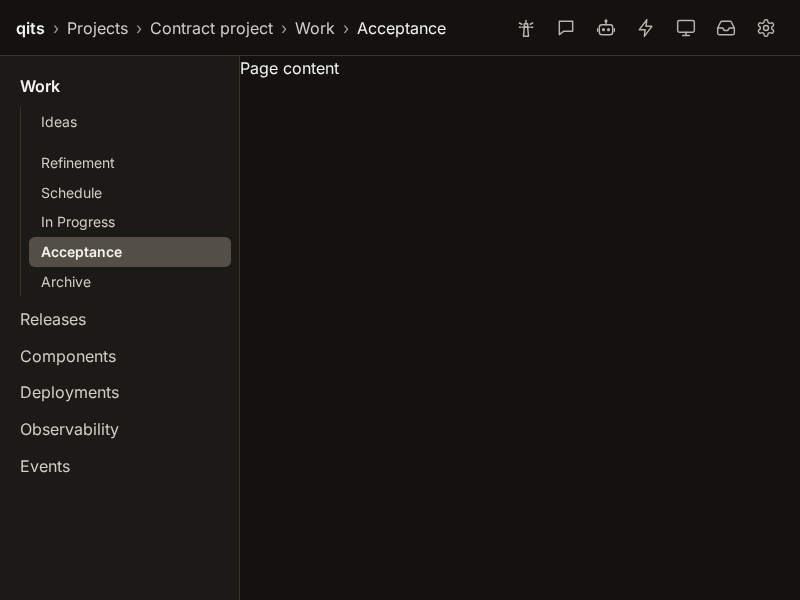 qits › Projects › Contract project › Work › Acceptance
Work
Ideas
Refinement
Schedule
In Progress
Acceptance
Archive
Releases
Components
Deployments
Observability
Events
Page content